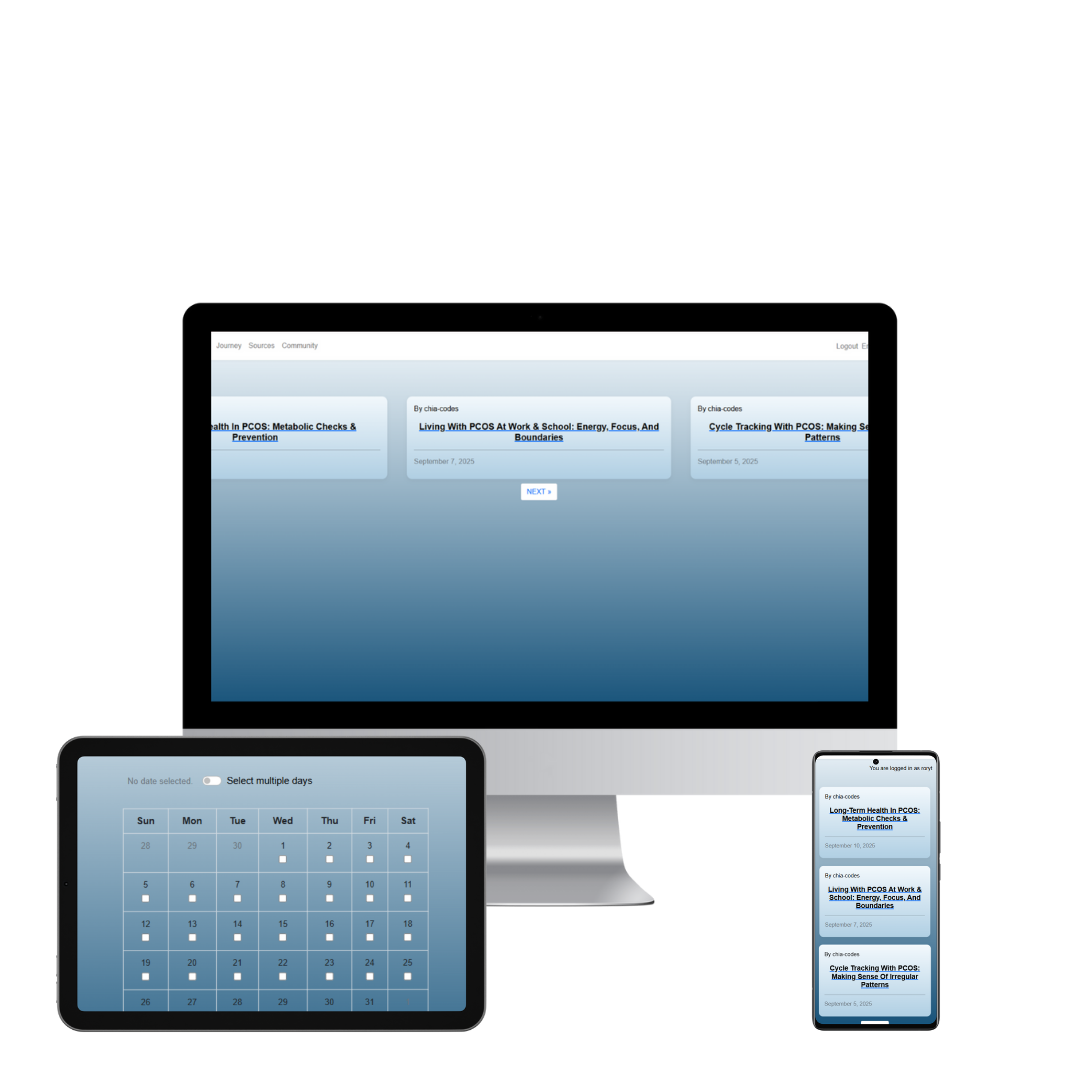 Journey Sources Community
Logout
By chia-codes
By chia-codes
In PCOS: Metabolic Checks &
Prevention
Living With PCOS At Work & School: Energy, Focus, And
Boundaries
Cycle Tracking With PCOS: Making
Patterns
September 7, 2025
September 5, 2025
NEXT »
No date selected.
Select multiple days
Sun Mon Tue Wed Thu Fri Sat
28 29 30 1 2 3 4
5 6 7 8 9 10 11
12 13 14 15 16 17 18
19 20 21 22 23 24 25
26 27 28 29 30 31
You are logged in as roryt
By chia-codes
Long-Term Health In PCOS:
Metabolic Checks &
Prevention
September 10, 2025
By chia-codes
Living With PCOS At Work &
School: Energy, Focus, And
Boundaries
September 7, 2025
By chia-codes
Cycle Tracking With PCOS:
Making Sense Of Irregular
Patterns
September 5, 2025